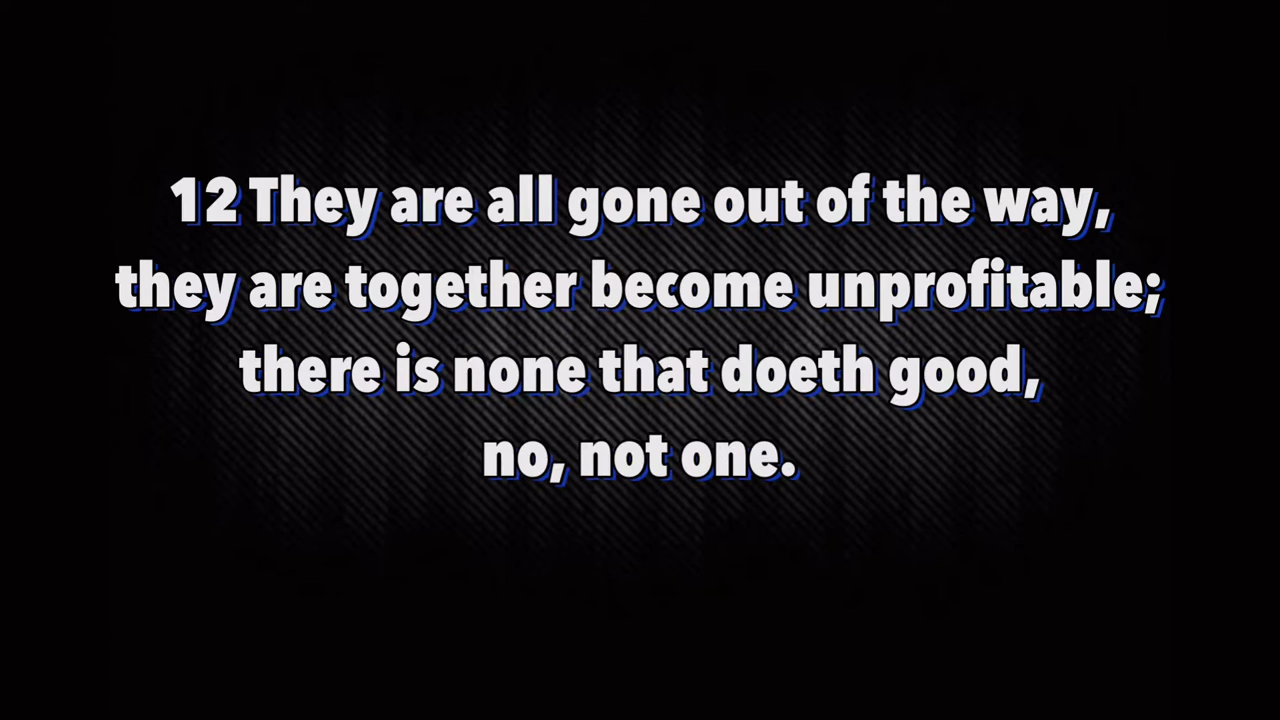 12 They are all gone out of the way,
they are together become unprofitable;
there is none that doeth good,
no, not one.